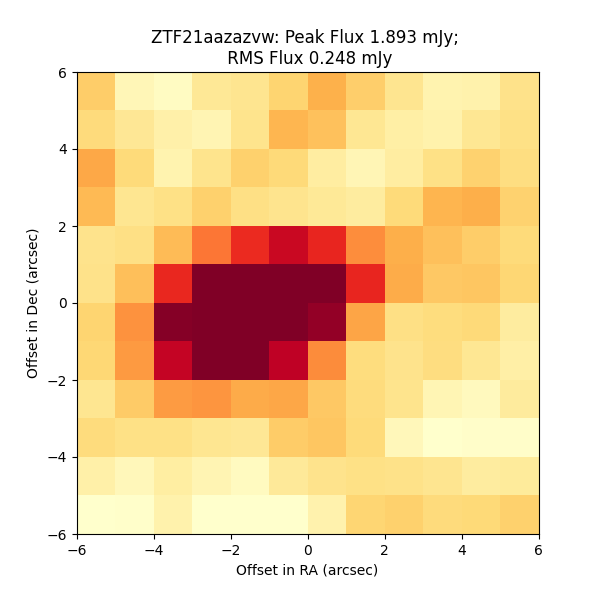 ZTF21aazazvw: Peak Flux 1.893 mJy;
RMS Flux 0.248 mJy
6
4
2
0
−2
−4
−6
Offset in Dec (arcsec)
−6 −4 −2 0 2 4 6
Offset in RA (arcsec)